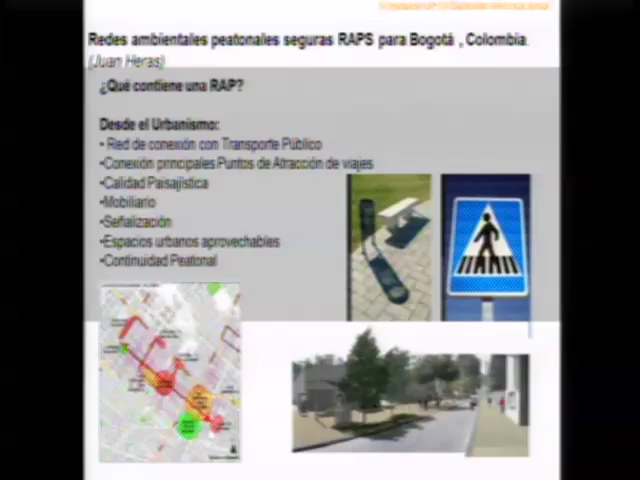 Redes ambientales peatonales seguras RAPS para Bogotá , Colombia.
(Juan Heras)
¿Qué contiene una RAP?
Desde el Urbanismo:
• Red de conexión con Transporte Público
•Conexión principales Puntos de Atracción de viajes
•Calidad Paisajística
•Mobiliario
•Señalización
•Espacios urbanos aprovechables
•Continuidad Peatonal